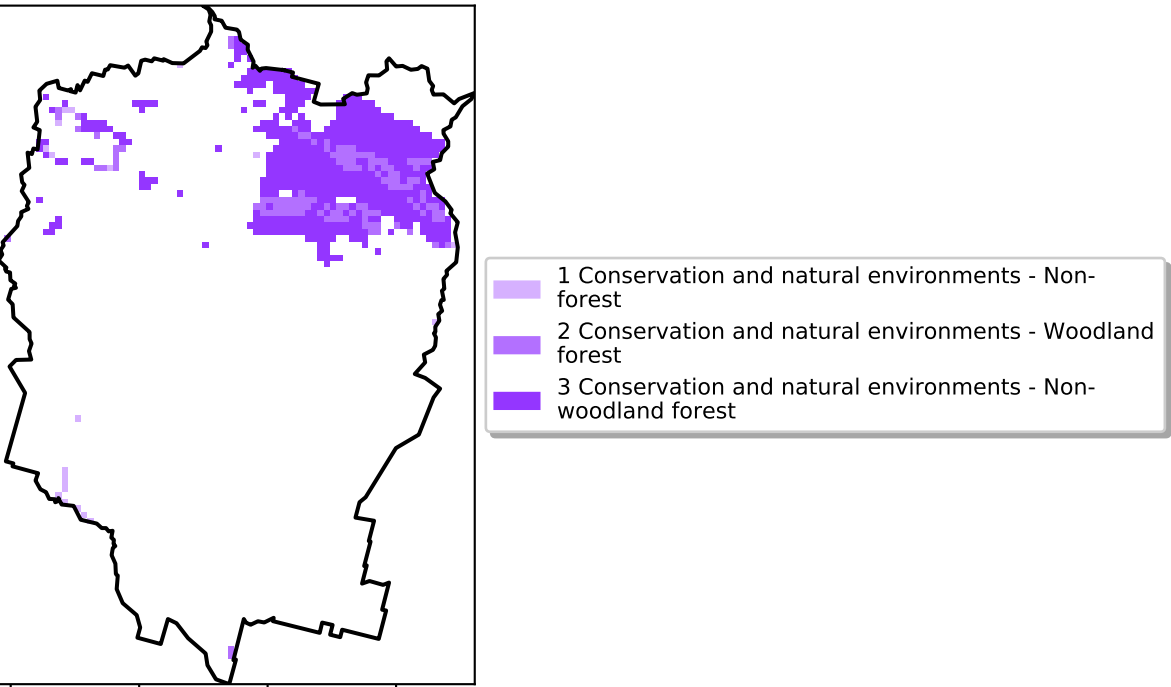 1 Conservation and natural environments - Non-
forest
2 Conservation and natural environments - Woodland
forest
3 Conservation and natural environments - Non-
woodland forest